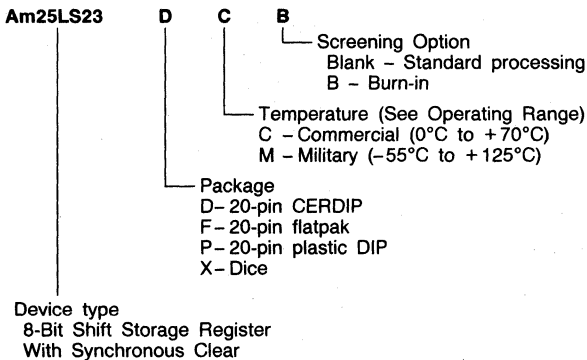 Am25LS23 D C B
Screening Option
Blank – Standard processing
B – Burn-in
Temperature (See Operating Range)
C – Commercial (0°C to +70°C)
M – Military (–55°C to +125°C)
Package
D – 20-pin CERDIP
F – 20-pin flatpak
P – 20-pin plastic DIP
X – Dice
Device type
8-Bit Shift Storage Register
With Synchronous Clear